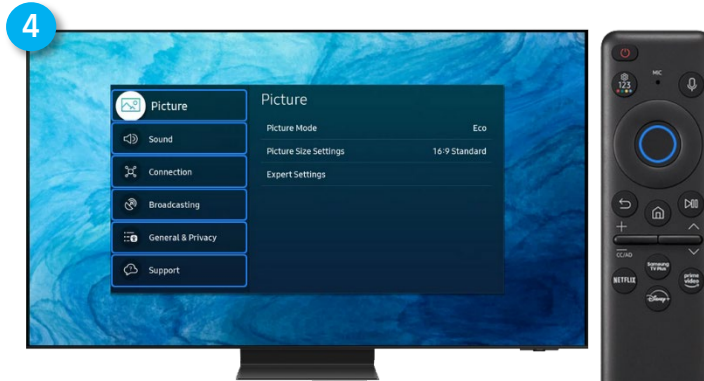 4
Picture
Sound
Connection
Broadcasting
General & Privacy
Support
Picture
Picture Mode Eco
Picture Size Settings 16:9 Standard
Expert Settings
MIC
123
CC/AD
NETFLIX
SAMSUNG
TV Plus
prime
video
Disney+